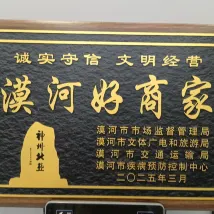 诚实守信 文明经营
漠河好商家
神州北极
漠河市市场监督管理局
漠河市文体广电和旅游局
漠河市交通运输局
漠河市疾病预防控制中心
二〇二五年三月